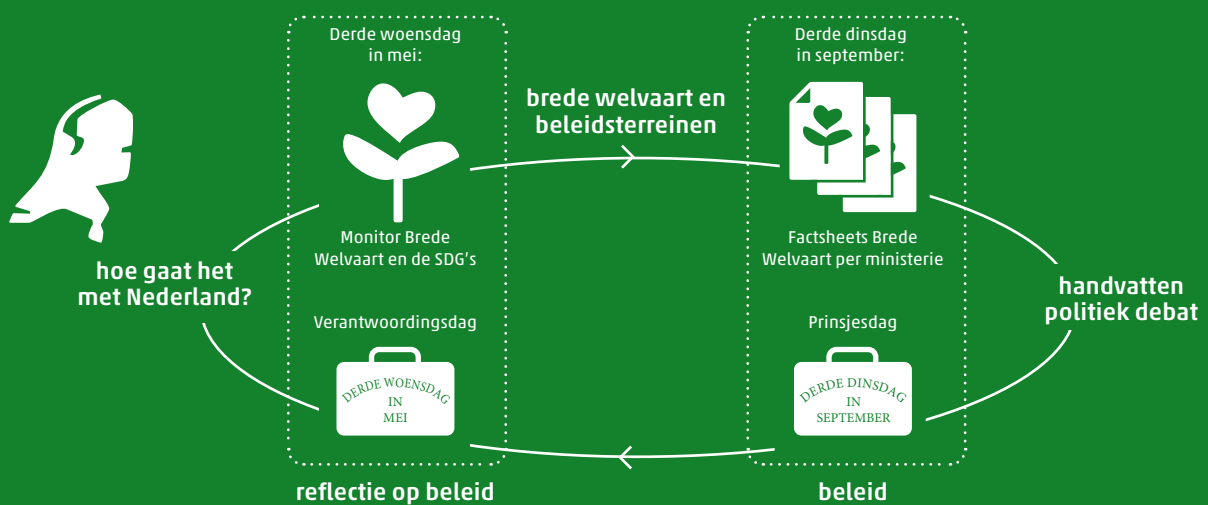 Derde woensdag
in mei:
Derde dinsdag
in september:
brede welvaart en
beleidsterreinen
Monitor Brede
Welvaart en de SDG's
Factsheets Brede
Welvaart per ministerie
hoe gaat het
met Nederland?
handvatten
politiek debat
Verantwoordingsdag
Prinsjesdag
DERDE WOENSDAG
IN
MEI
DERDE DINSDAG
IN
SEPTEMBER
reflectie op beleid
beleid